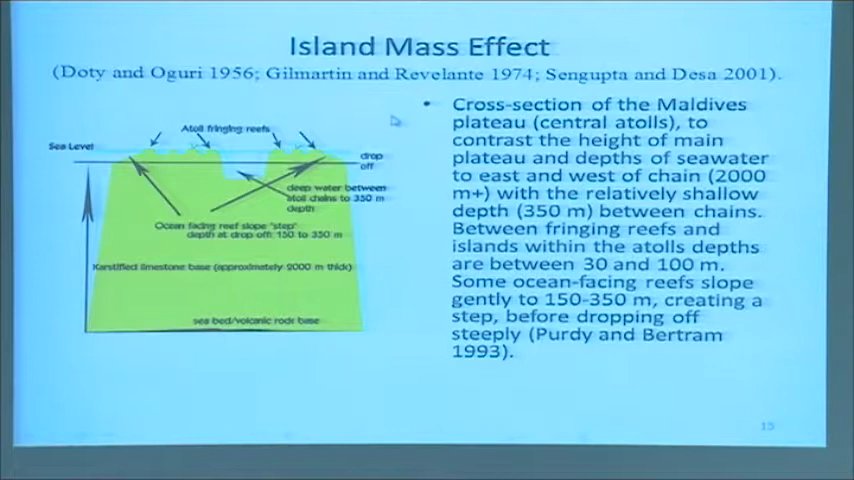 Island Mass Effect
(Doty and Oguri 1956; Gilmartin and Revelante 1974; Sengupta and Desa 2001).
Atoll fringing reefs
Sea Level
drop
off
deep water between
atoll chains to 350 m
depth
Ocean facing reef slope "step"
depth at drop off: 150 to 350 m
Karstified limestone base (approximately 2000 m thick)
sea bed/volcanic rock base
• Cross-section of the Maldives
plateau (central atolls), to
contrast the height of main
plateau and depths of seawater
to east and west of chain (2000
m+) with the relatively shallow
depth (350 m) between chains.
Between fringing reefs and
islands within the atolls depths
are between 30 and 100 m.
Some ocean-facing reefs slope
gently to 150-350 m, creating a
step, before dropping off
steeply (Purdy and Bertram
1993).
15